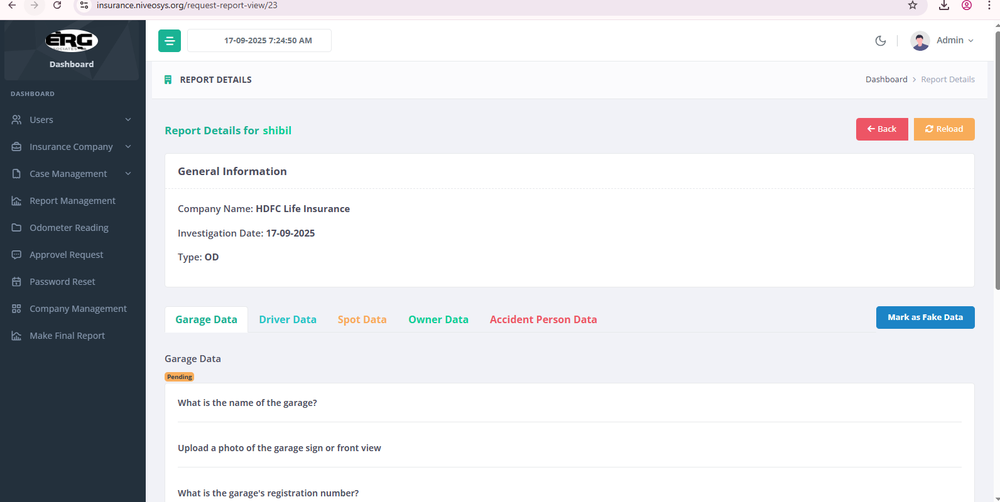 insurance.niveosys.org/request-report-view/23
ERG
SOCIATES
Dashboard
17-09-2025 7:24:50 AM
Admin
DASHBOARD
Users
Insurance Company
Case Management
Report Management
Odometer Reading
Approvel Request
Password Reset
Company Management
Make Final Report
REPORT DETAILS
Dashboard > Report Details
Report Details for shibil
Back
Reload
General Information
Company Name: HDFC Life Insurance
Investigation Date: 17-09-2025
Type: OD
Garage Data
Driver Data
Spot Data
Owner Data
Accident Person Data
Mark as Fake Data
Garage Data
Pending
What is the name of the garage?
Upload a photo of the garage sign or front view
What is the garage's registration number?